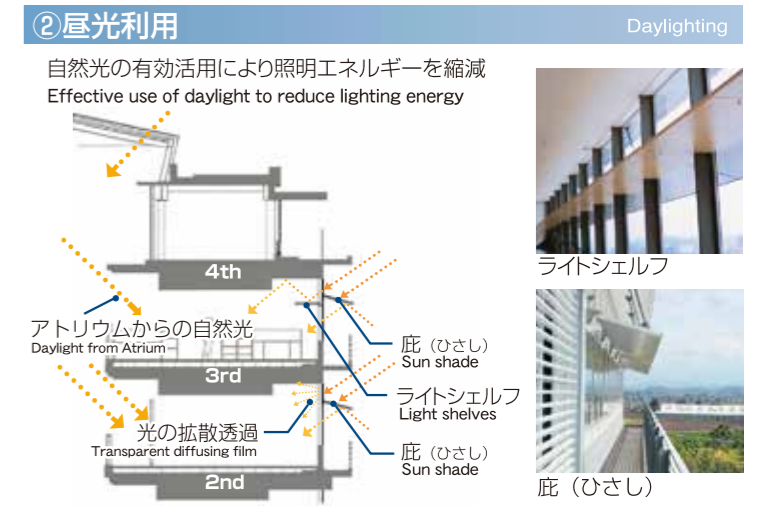 ②昼光利用
Daylighting
自然光の有効活用により照明エネルギーを縮減
Effective use of daylight to reduce lighting energy
ライトシェルフ
4th
アトリウムからの自然光
Daylight from Atrium
庇（ひさし）
Sun shade
3rd
ライトシェルフ
Light shelves
光の拡散透過
Transparent diffusing film
庇（ひさし）
Sun shade
2nd
庇（ひさし）